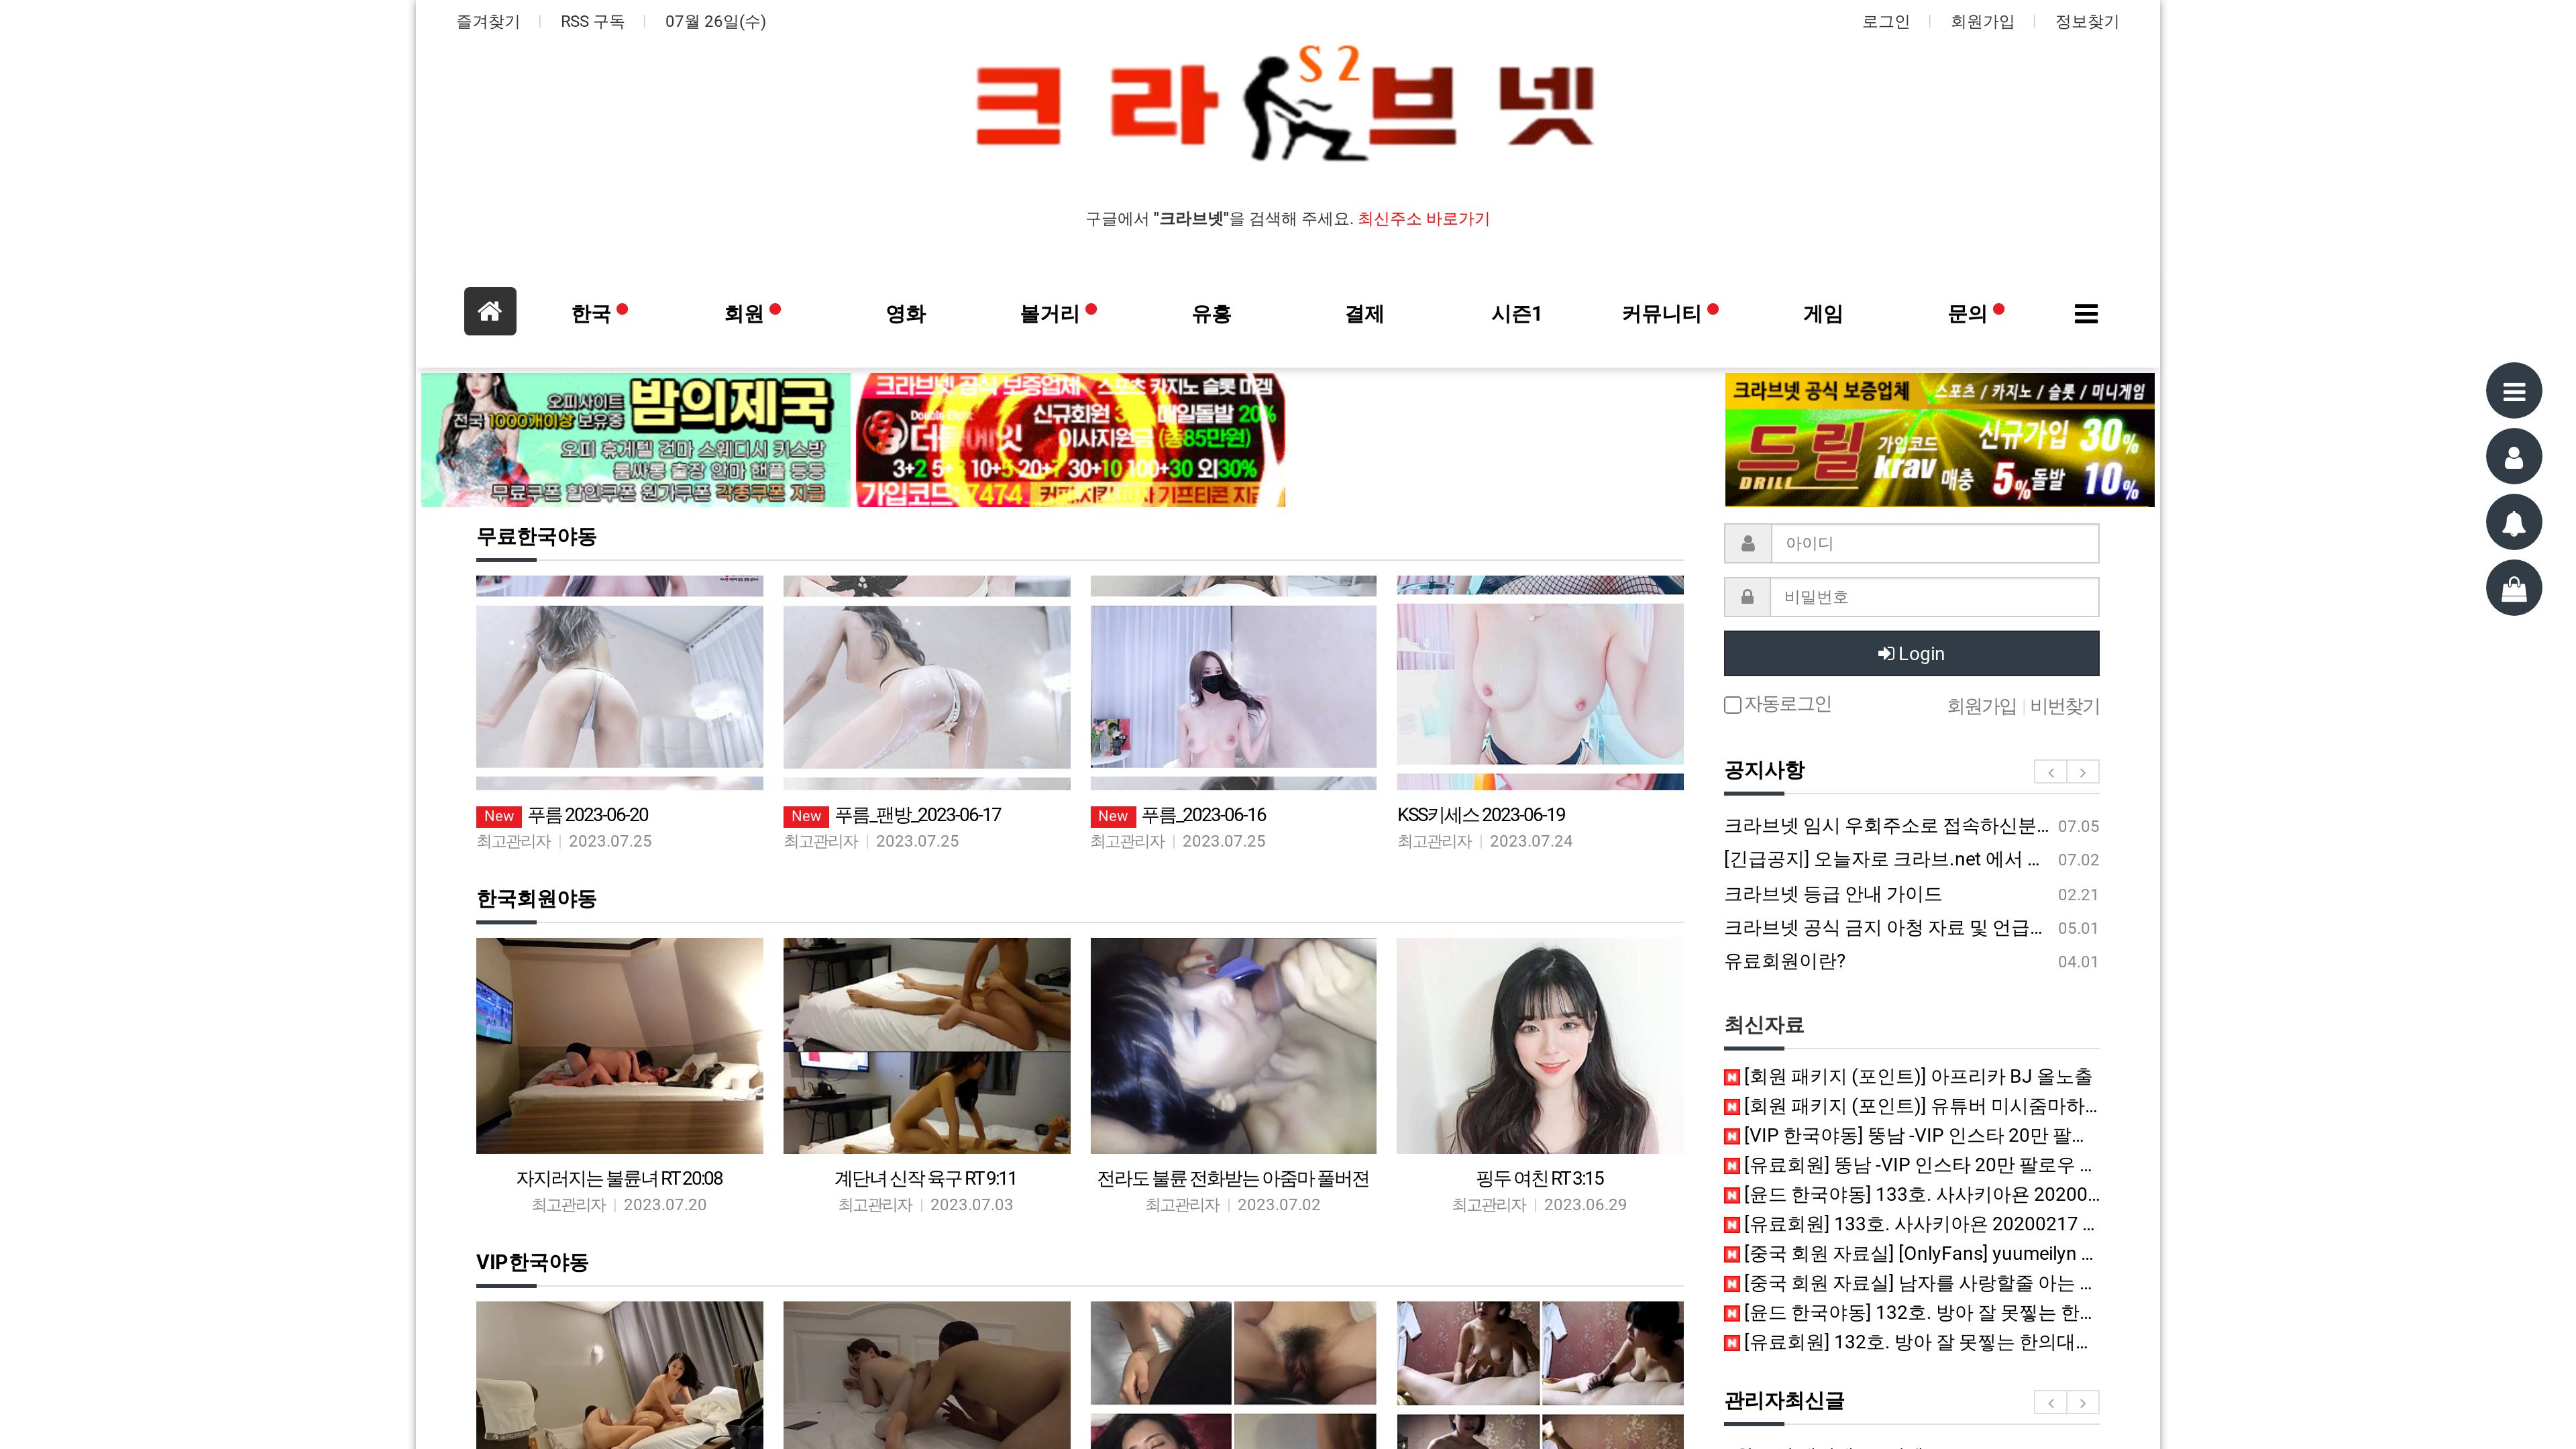 즐겨찾기
RSS 구독
07월 26일(수)
로그인
회원가입
정보찾기
크라브넷
S2
구글에서 "크라브넷"을 검색해 주세요. 최신주소 바로가기
한국
회원
영화
볼거리
유흥
결제
시즌1
커뮤니티
게임
문의
오피사이트 밤의제국
전국 1000개이상 보유중
오피 휴게텔 건마 스웨디시 키스방
룸싸롱 출장 안마 핸플 등등
무료쿠폰 할인쿠폰 원가쿠폰 각종쿠폰 지급
크라브넷 공식 보증업체 스포츠 카지노 슬롯 미겜
Double Eight
신규회원 매일돌발 20%
이사지원금 (총85만원)
100+30 외30%
가입코드: 7474
크라브넷 공식 보증업체 스포츠 / 카지노 / 슬롯 / 미니게임
드릴 가입코드 신규가입 30%
DRILL krav 매충 5% 돌발 10%
무료한국야동
New 푸름 2023-06-20
최고관리자 | 2023.07.25
New 푸름_팬방_2023-06-17
최고관리자 | 2023.07.25
New 푸름_2023-06-16
최고관리자 | 2023.07.25
KSS키세스 2023-06-19
최고관리자 | 2023.07.24
한국회원야동
자지러지는 불륜녀 RT 20:08
최고관리자 | 2023.07.20
계단녀 신작 육구 RT 9:11
최고관리자 | 2023.07.03
전라도 불륜 전화받는 아줌마 풀버젼
최고관리자 | 2023.07.02
핑두 여친 RT 3:15
최고관리자 | 2023.06.29
VIP한국야동
아이디
비밀번호
Login
자동로그인
회원가입 | 비번찾기
공지사항
크라브넷 임시 우회주소로 접속하신분... 07.05
[긴급공지] 오늘자로 크라브.net 에서 ... 07.02
크라브넷 등급 안내 가이드 02.21
크라브넷 공식 금지 아청 자료 및 언급... 05.01
유료회원이란? 04.01
최신자료
[회원 패키지 (포인트)] 아프리카 BJ 올노출
[회원 패키지 (포인트)] 유튜버 미시줌마하...
[VIP 한국야동] 뚱남 -VIP 인스타 20만 팔...
[유료회원] 뚱남 -VIP 인스타 20만 팔로우 ...
[윤드 한국야동] 133호. 사사키아욘 20200...
[유료회원] 133호. 사사키아욘 20200217 ...
[중국 회원 자료실] [OnlyFans] yuumeilyn ...
[중국 회원 자료실] 남자를 사랑할줄 아는 ...
[윤드 한국야동] 132호. 방아 잘 못찧는 한...
[유료회원] 132호. 방아 잘 못찧는 한의대...
관리자최신글